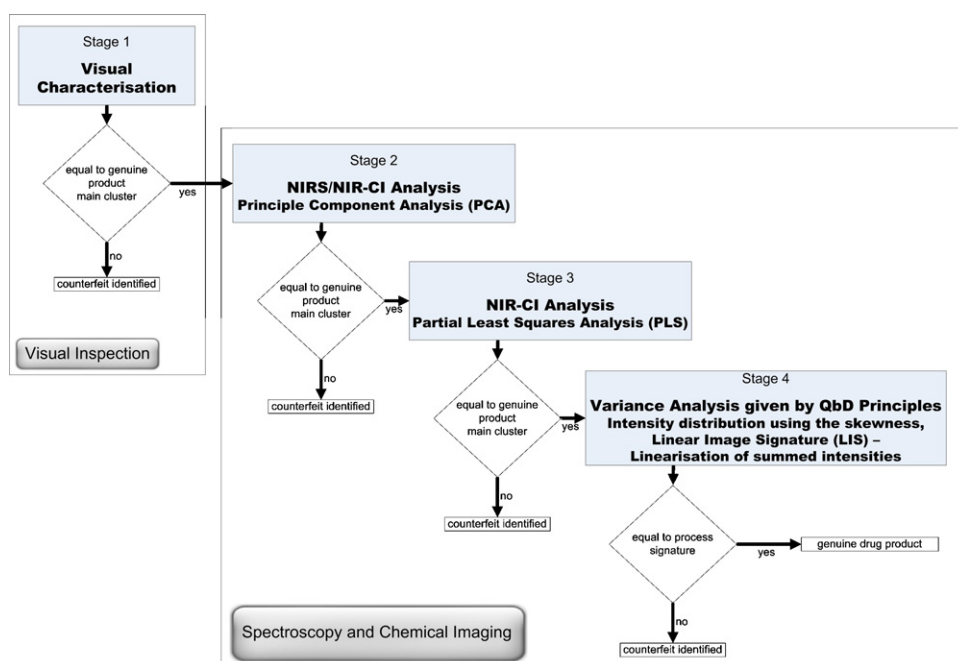 Stage 1
Visual
Characterisation
equal to genuine
product
main cluster
yes
no
counterfeit identified
Visual Inspection
Stage 2
NIRS/NIR-CI Analysis
Principle Component Analysis (PCA)
equal to genuine
product
main cluster
yes
no
counterfeit identified
Stage 3
NIR-CI Analysis
Partial Least Squares Analysis (PLS)
equal to genuine
product
main cluster
yes
no
counterfeit identified
Stage 4
Variance Analysis given by QbD Principles
Intensity distribution using the skewness,
Linear Image Signature (LIS) –
Linearisation of summed intensities
equal to process
signature
yes
genuine drug product
no
counterfeit identified
Spectroscopy and Chemical Imaging